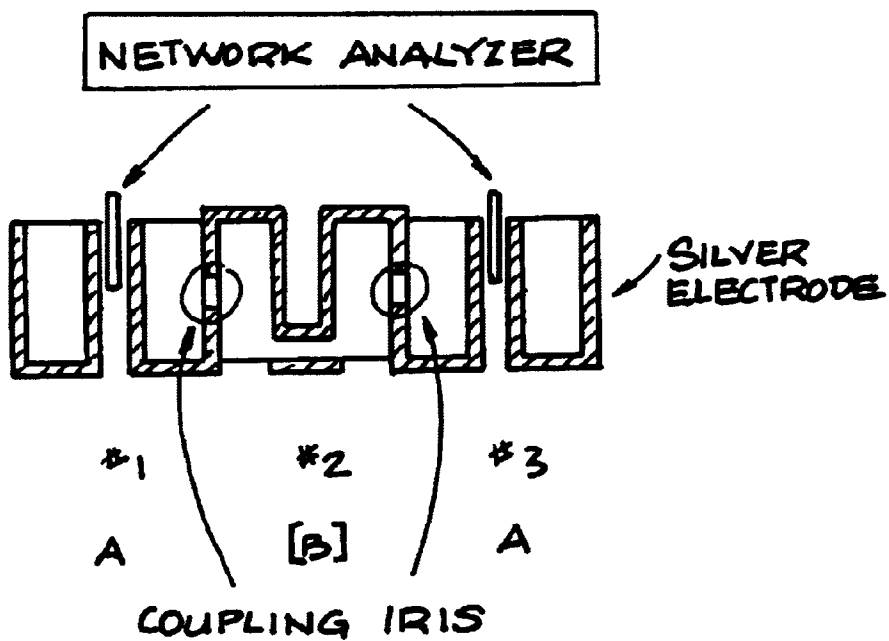 NETWORK ANALYZER
SILVER
ELECTRODE
#1 #2 #3
A [B] A
COUPLING IRIS